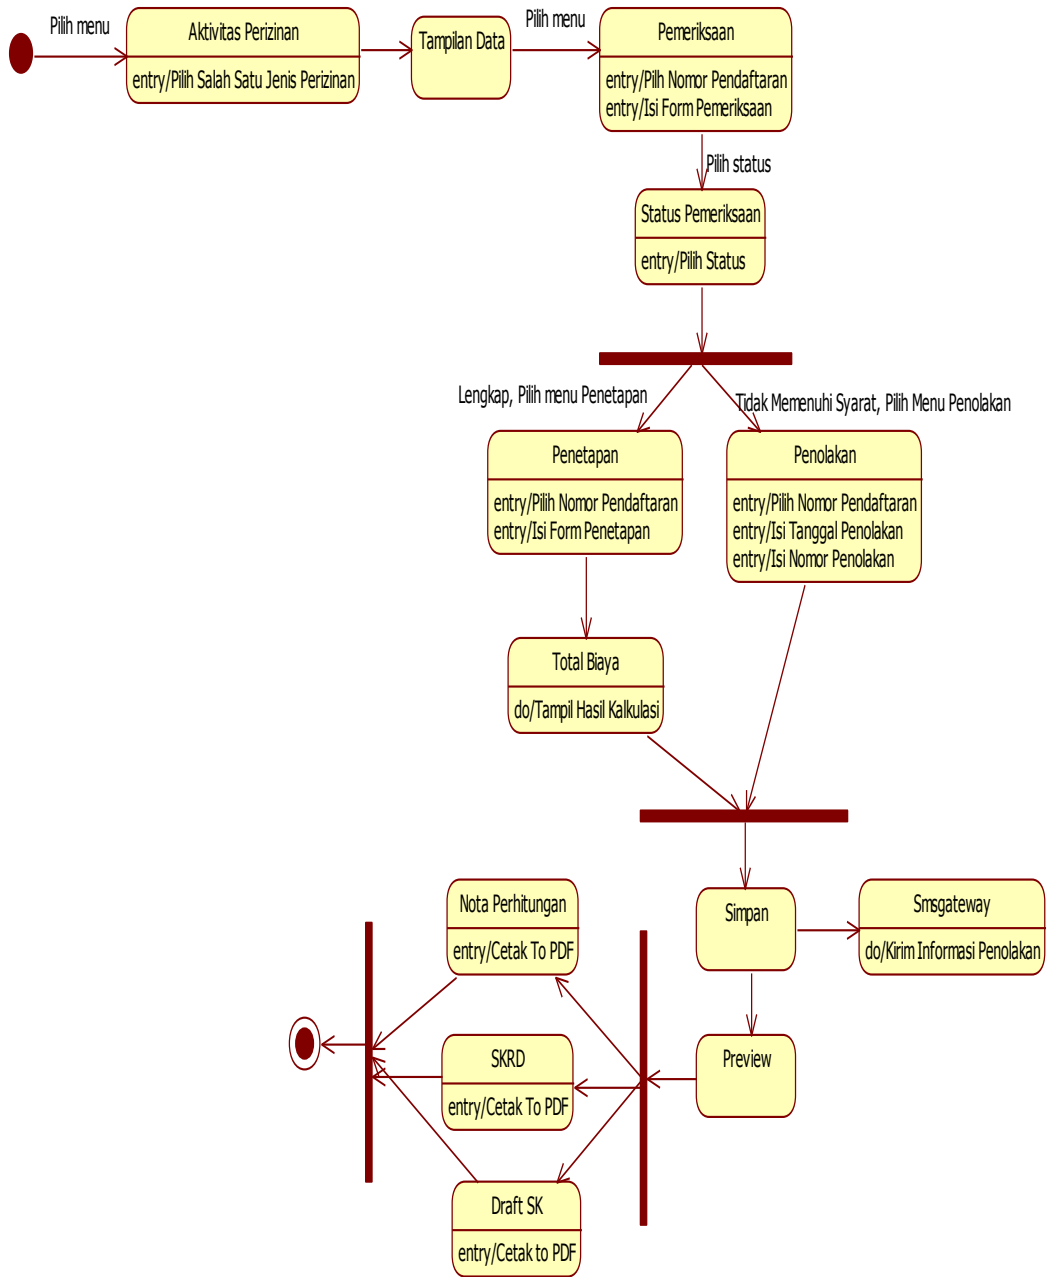 Pilih menu
Aktivitas Perizinan
entry/Pilih Salah Satu Jenis Perizinan
Tampilan Data
Pilih menu
Pemeriksaan
entry/Pilh Nomor Pendaftaran
entry/Isi Form Pemeriksaan
Pilih status
Status Pemeriksaan
entry/Pilih Status
Lengkap, Pilih menu Penetapan
Tidak Memenuhi Syarat, Pilih Menu Penolakan
Penetapan
entry/Pilih Nomor Pendaftaran
entry/Isi Form Penetapan
Penolakan
entry/Pilih Nomor Pendaftaran
entry/Isi Tanggal Penolakan
entry/Isi Nomor Penolakan
Total Biaya
do/Tampil Hasil Kalkulasi
Simpan
Smsgateway
do/Kirim Informasi Penolakan
Preview
Nota Perhitungan
entry/Cetak To PDF
SKRD
entry/Cetak To PDF
Draft SK
entry/Cetak to PDF